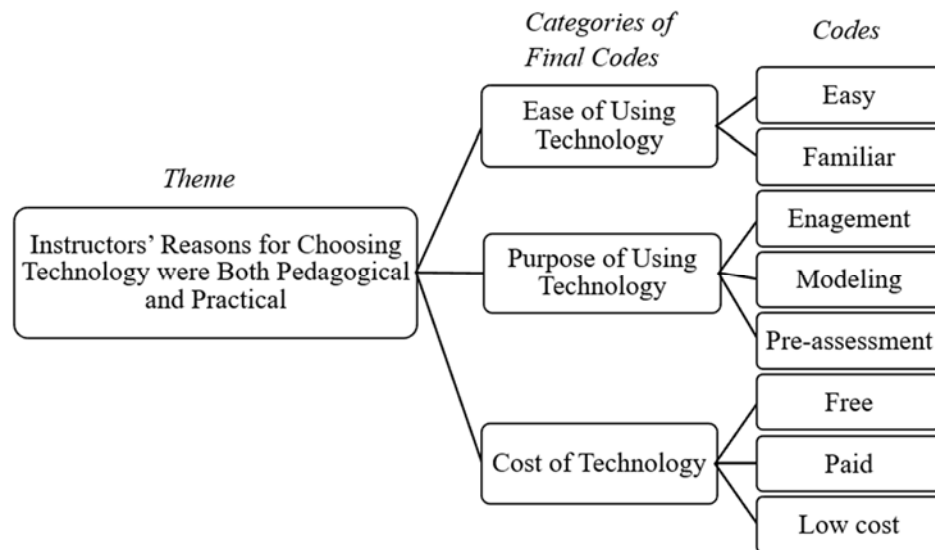 Categories of
Final Codes
Codes
Theme
Instructors’ Reasons for Choosing
Technology were Both Pedagogical
and Practical
Ease of Using
Technology
Easy
Familiar
Purpose of Using
Technology
Enagement
Modeling
Pre-assessment
Cost of Technology
Free
Paid
Low cost